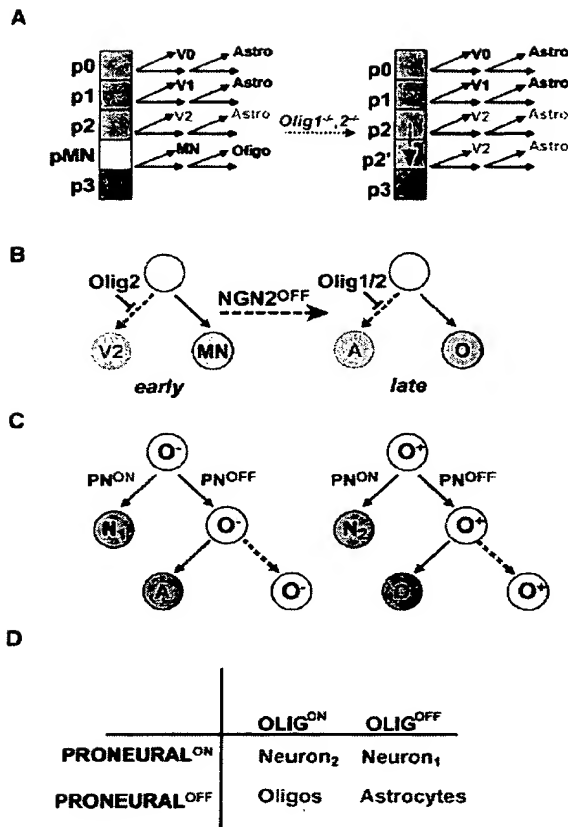 A
p0 V0 Astro
p1 V1 Astro
p2 V2 Astro
pMN MN Oligo
p3
Olig1-/-,2-/-
p0 V0 Astro
p1 V1 Astro
p2 V2 Astro
p2' V2 Astro
p3
B
Olig2
V2 MN
early
NGN2OFF
Olig1/2
A O
late
C
O- O+
PNON PNOFF PNON PNOFF
N1 O- N2 O+
A O- O+
D
OLIGON OLIGOFF
PRONEURALON Neuron2 Neuron1
PRONEURALOFF Oligos Astrocytes